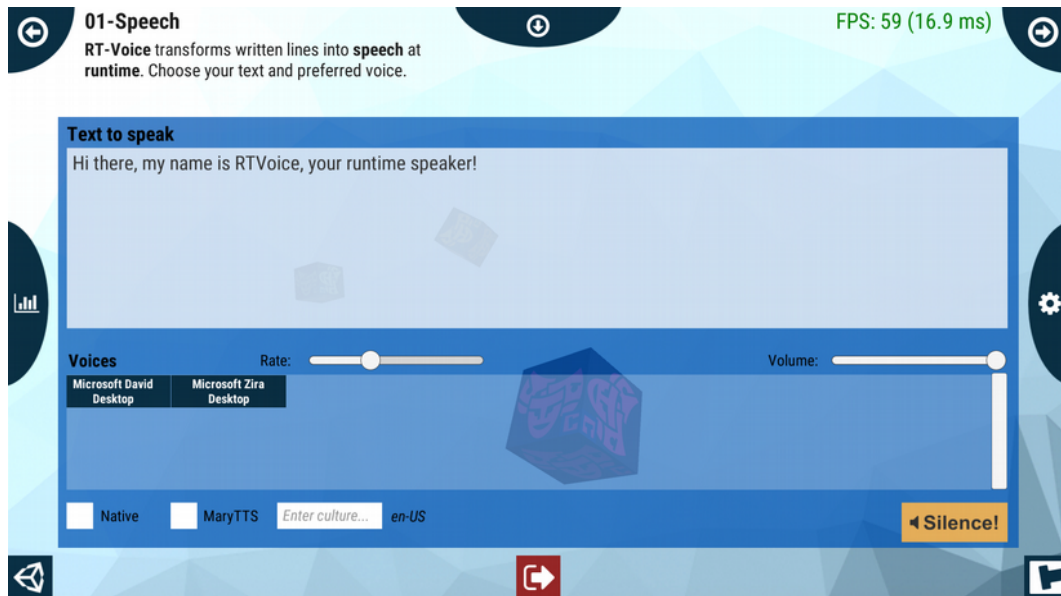 01-Speech
FPS: 59 (16.9 ms)
RT-Voice transforms written lines into speech at
runtime. Choose your text and preferred voice.
Text to speak
Hi there, my name is RTVoice, your runtime speaker!
Voices
Rate:
Volume:
Microsoft David
Desktop
Microsoft Zira
Desktop
Native
MaryTTS
Enter culture...
en-US
Silence!